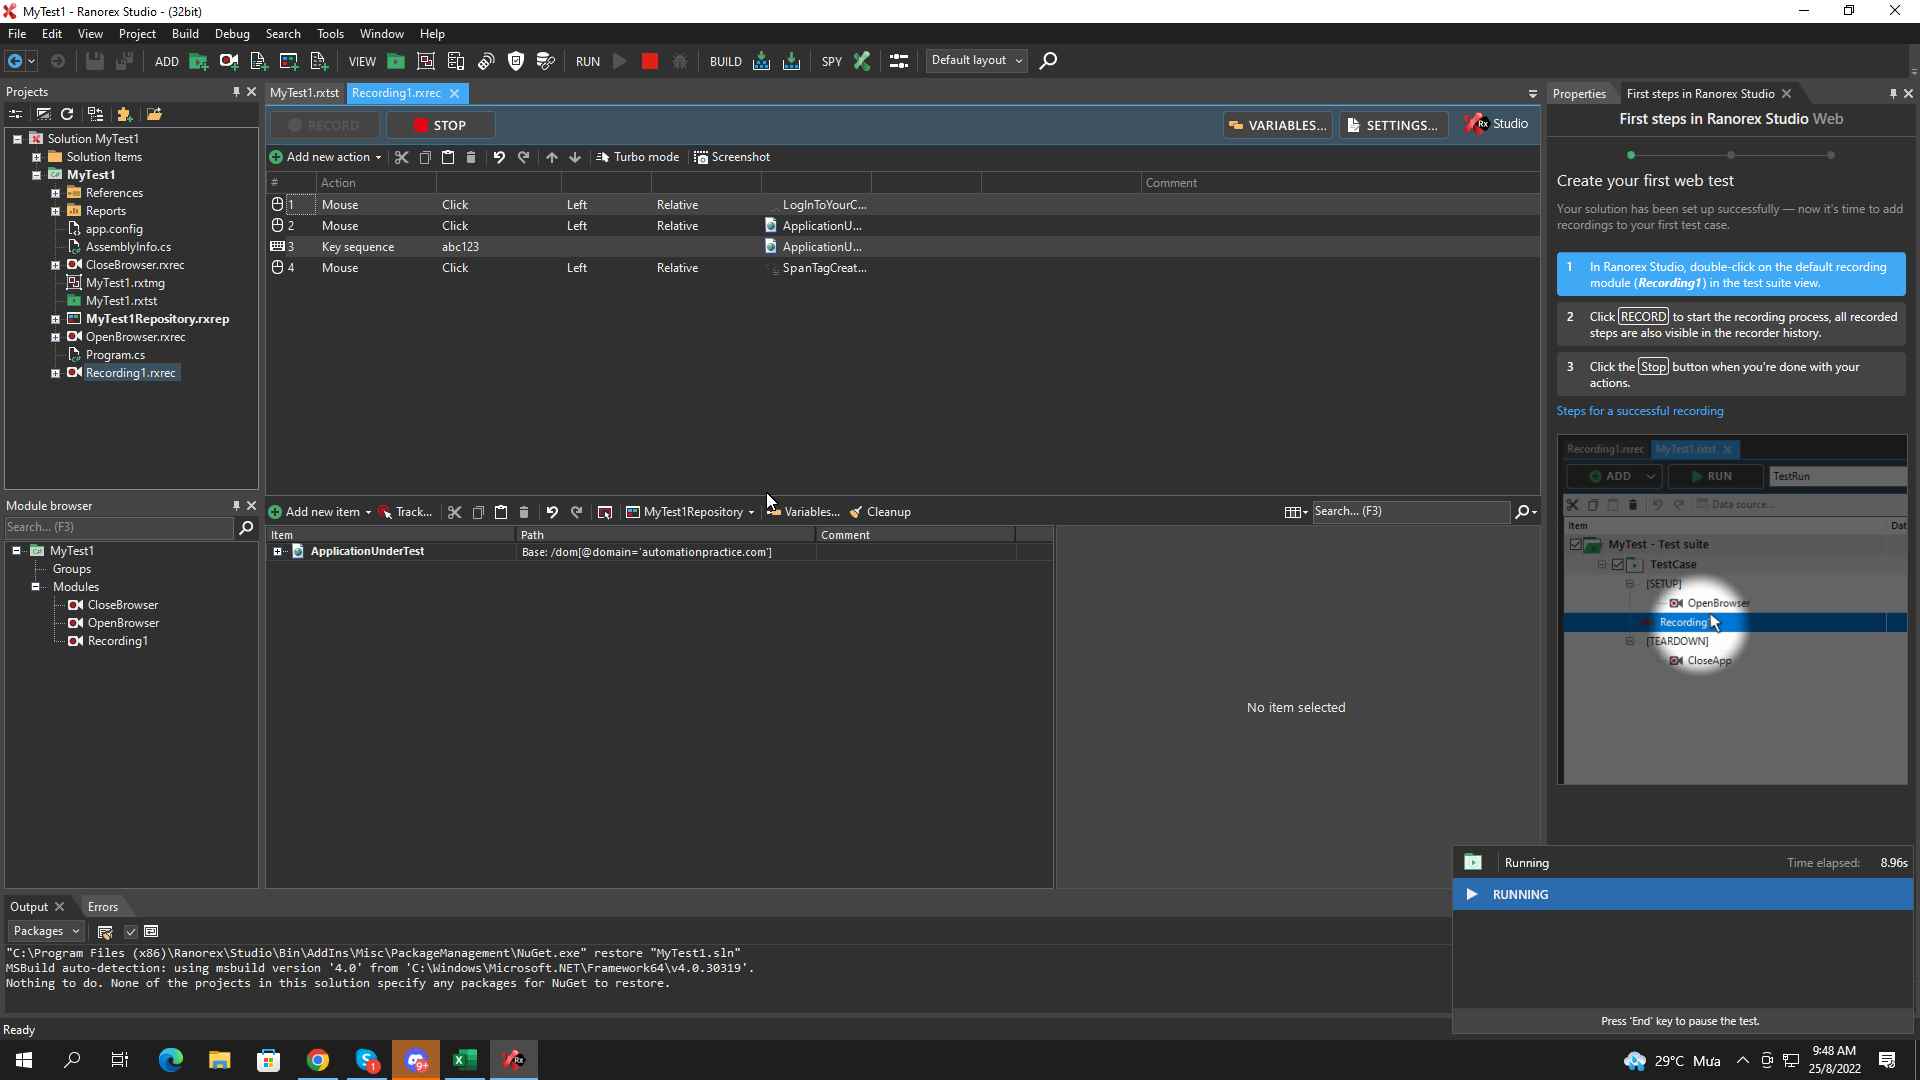 MyTest1 - Ranorex Studio - (32bit)
File Edit View Project Build Debug Search Tools Window Help
ADD VIEW RUN BUILD SPY Default layout
Projects
Solution MyTest1
Solution Items
MyTest1
References
Reports
app.config
AssemblyInfo.cs
CloseBrowser.rxrec
MyTest1.rxtmg
MyTest1.rxtst
MyTest1Repository.rxrep
OpenBrowser.rxrec
Program.cs
Recording1.rxrec
Module browser
Search... (F3)
MyTest1
Groups
Modules
CloseBrowser
OpenBrowser
Recording1
MyTest1.rxtst Recording1.rxrec
RECORD STOP VARIABLES... SETTINGS... Rx Studio
Add new action Turbo mode Screenshot
# Action Comment
1 Mouse Click Left Relative LogInToYourC...
2 Mouse Click Left Relative ApplicationU...
3 Key sequence abc123 ApplicationU...
4 Mouse Click Left Relative SpanTagCreat...
Add new item Track... MyTest1Repository Variables... Cleanup Search... (F3)
Item Path Comment
ApplicationUnderTest Base: /dom[@domain='automationpractice.com']
No item selected
Properties First steps in Ranorex Studio
First steps in Ranorex Studio Web
Create your first web test
Your solution has been set up successfully — now it's time to add
recordings to your first test case.
1 In Ranorex Studio, double-click on the default recording
module (Recording1) in the test suite view.
2 Click RECORD to start the recording process, all recorded
steps are also visible in the recorder history.
3 Click the Stop button when you're done with your
actions.
Steps for a successful recording
Recording1.rxrec MyTest1.rxtst
ADD RUN TestRun
Data source...
Item Dat
MyTest - Test suite
TestCase
[SETUP]
OpenBrowser
Recording
[TEARDOWN]
CloseApp
Running Time elapsed: 8.96s
RUNNING
Press 'End' key to pause the test.
Output Errors
Packages
"C:\Program Files (x86)\Ranorex\Studio\Bin\AddIns\Misc\PackageManagement\NuGet.exe" restore "MyTest1.sln"
MSBuild auto-detection: using msbuild version '4.0' from 'C:\Windows\Microsoft.NET\Framework64\v4.0.30319'.
Nothing to do. None of the projects in this solution specify any packages for NuGet to restore.
Ready
1 9+ 29°C Mưa 9:48 AM
25/8/2022